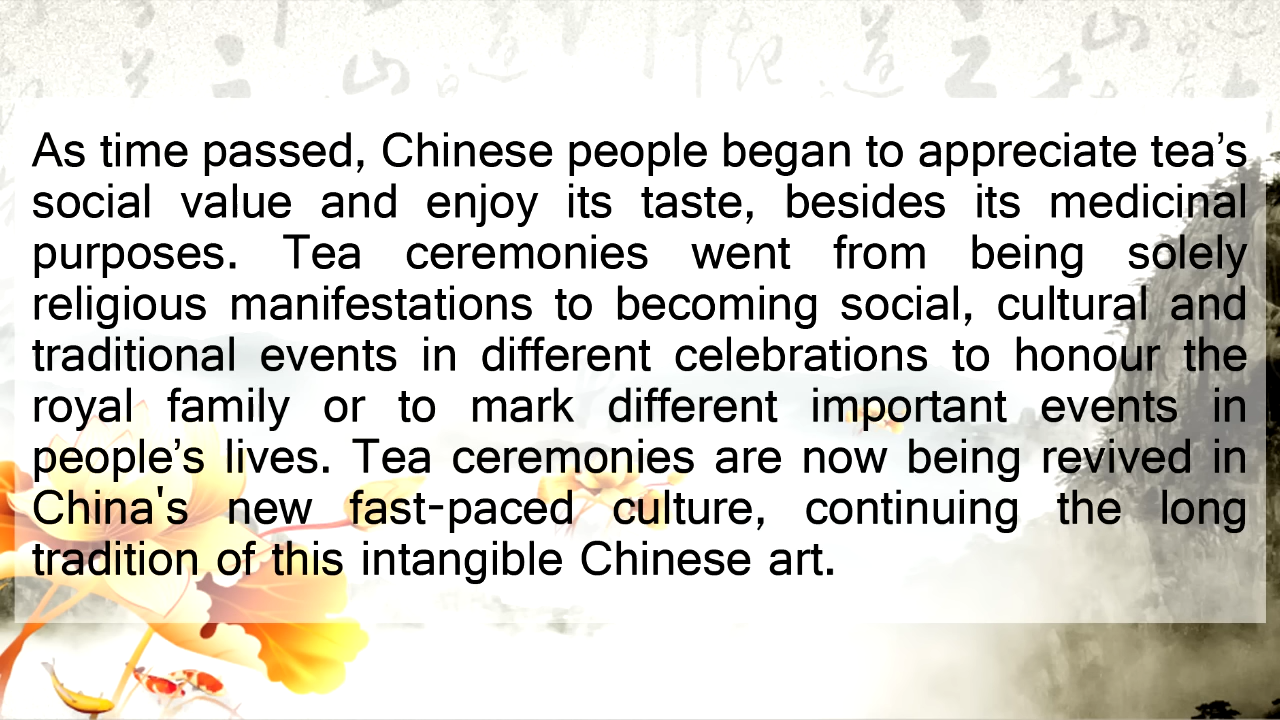 As time passed, Chinese people began to appreciate tea’s
social value and enjoy its taste, besides its medicinal
purposes. Tea ceremonies went from being solely
religious manifestations to becoming social, cultural and
traditional events in different celebrations to honour the
royal family or to mark different important events in
people’s lives. Tea ceremonies are now being revived in
China's new fast-paced culture, continuing the long
tradition of this intangible Chinese art.